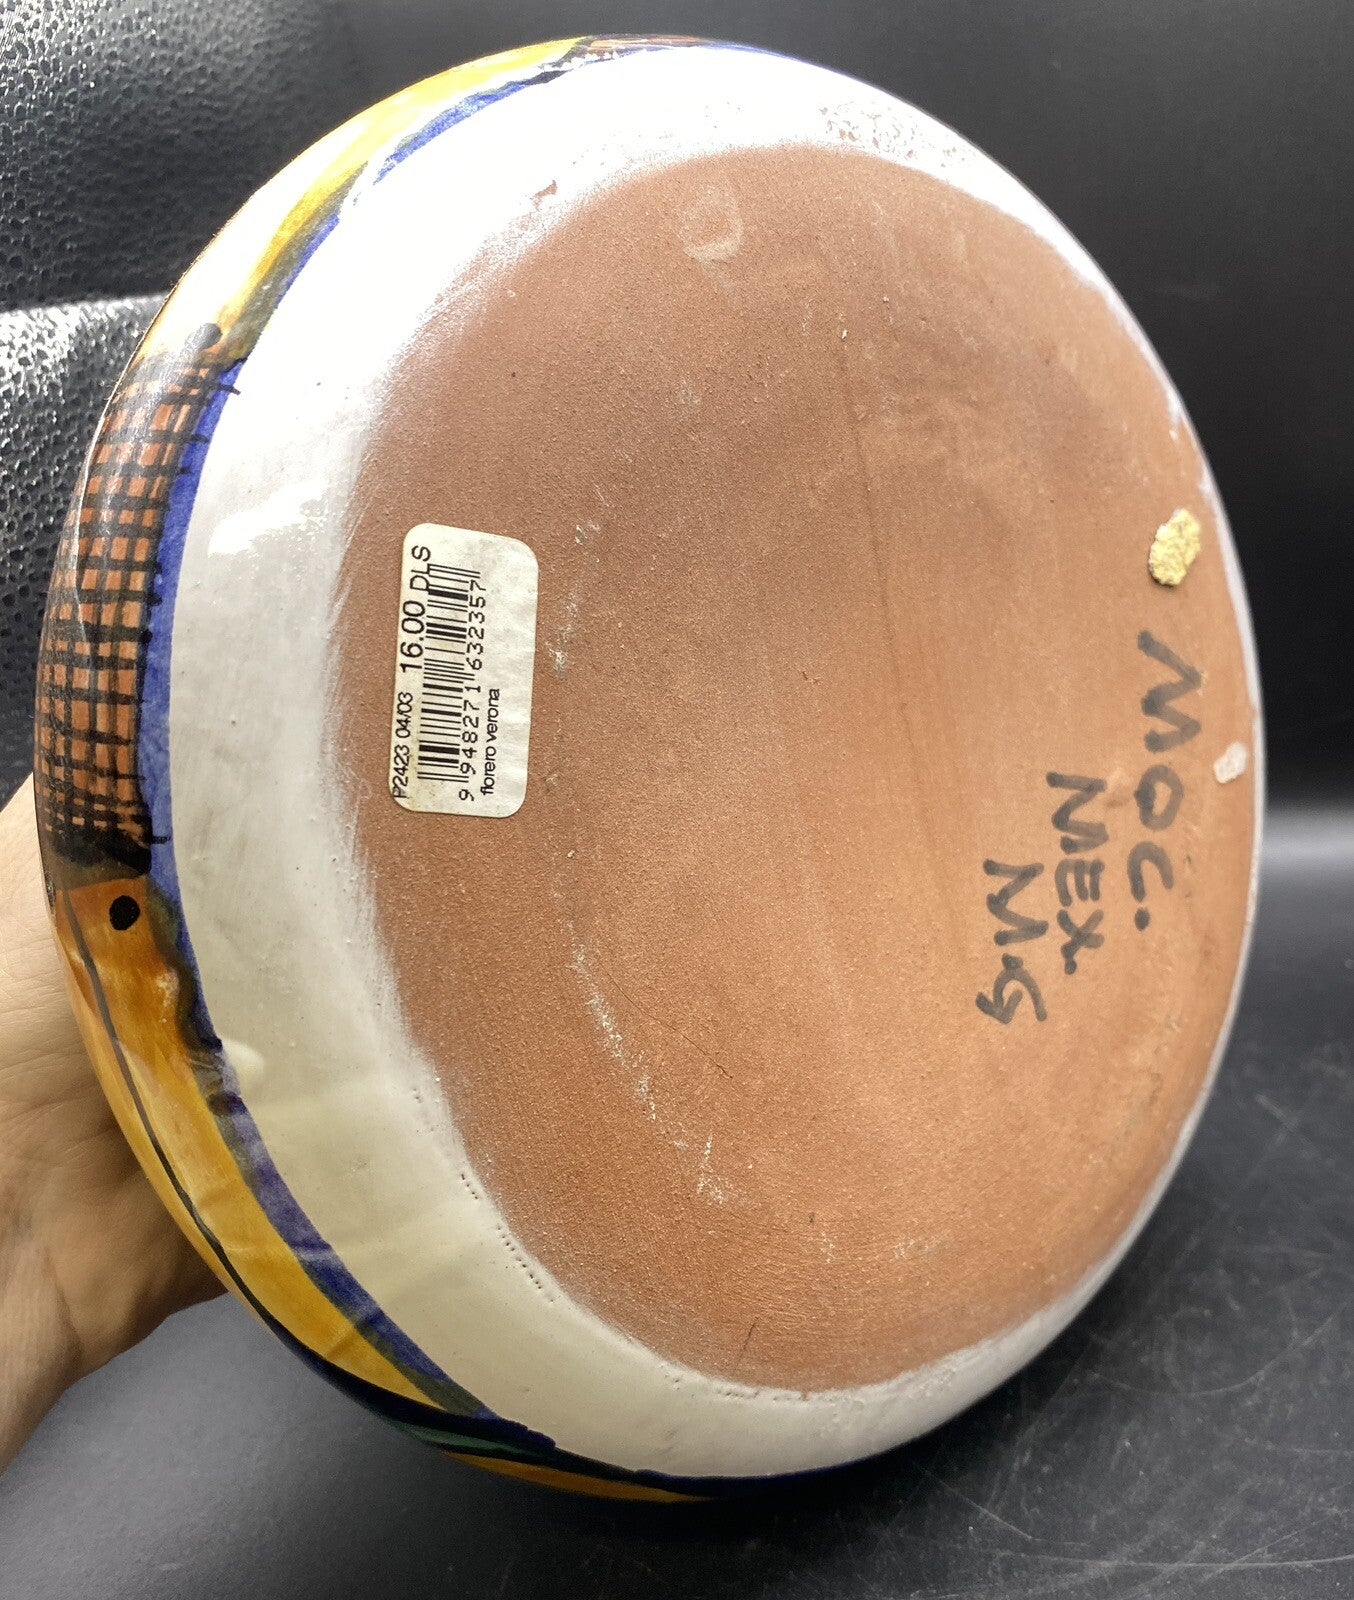 P2423 04/03 16.00 DLS
9 948271 632357
florero verona
MOC.
MEX.
M.G